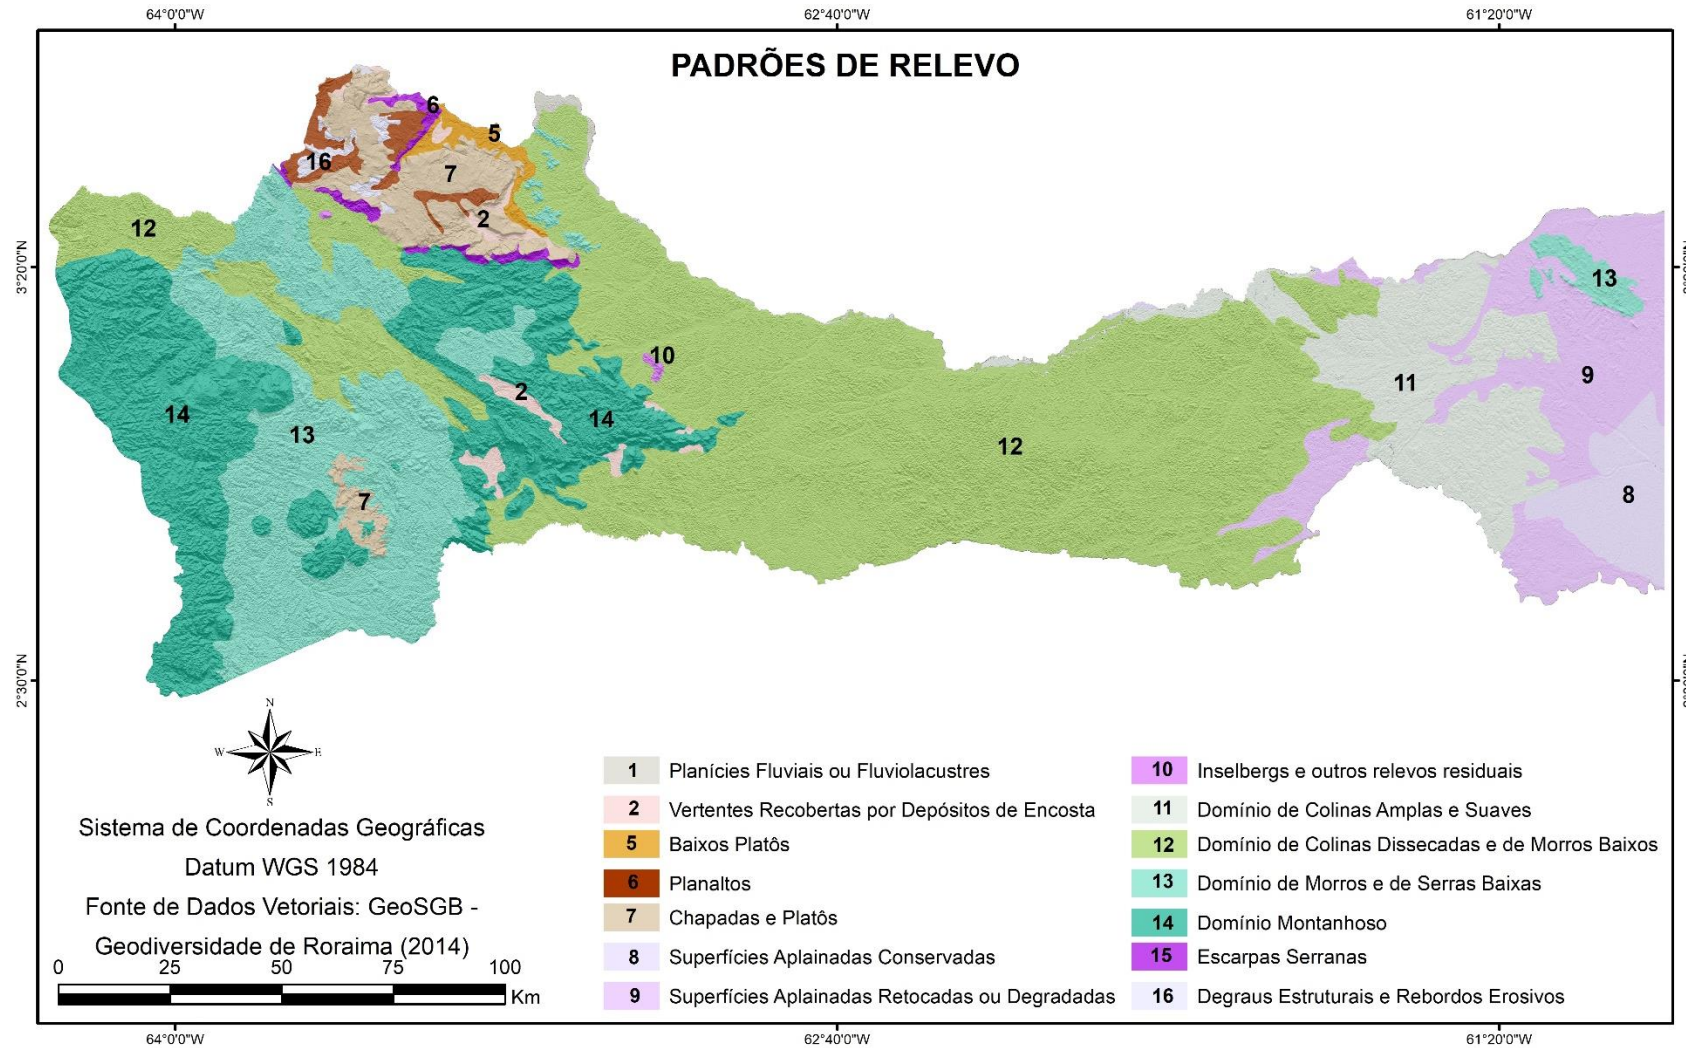 64°0'0"W
62°40'0"W
61°20'0"W
PADRÕES DE RELEVO
6
5
16
7
2
12
3°20'0"N
13
10
9
11
2
14
14
13
12
7
8
2°30'0"N
N
W
E
S
Sistema de Coordenadas Geográficas
Datum WGS 1984
Fonte de Dados Vetoriais: GeoSGB -
Geodiversidade de Roraima (2014)
0 25 50 75 100
Km
1 Planícies Fluviais ou Fluviolacustres
2 Vertentes Recobertas por Depósitos de Encosta
5 Baixos Platôs
6 Planaltos
7 Chapadas e Platôs
8 Superfícies Aplainadas Conservadas
9 Superfícies Aplainadas Retocadas ou Degradadas
10 Inselbergs e outros relevos residuais
11 Domínio de Colinas Amplas e Suaves
12 Domínio de Colinas Dissecadas e de Morros Baixos
13 Domínio de Morros e de Serras Baixas
14 Domínio Montanhoso
15 Escarpas Serranas
16 Degraus Estruturais e Rebordos Erosivos
64°0'0"W
62°40'0"W
61°20'0"W